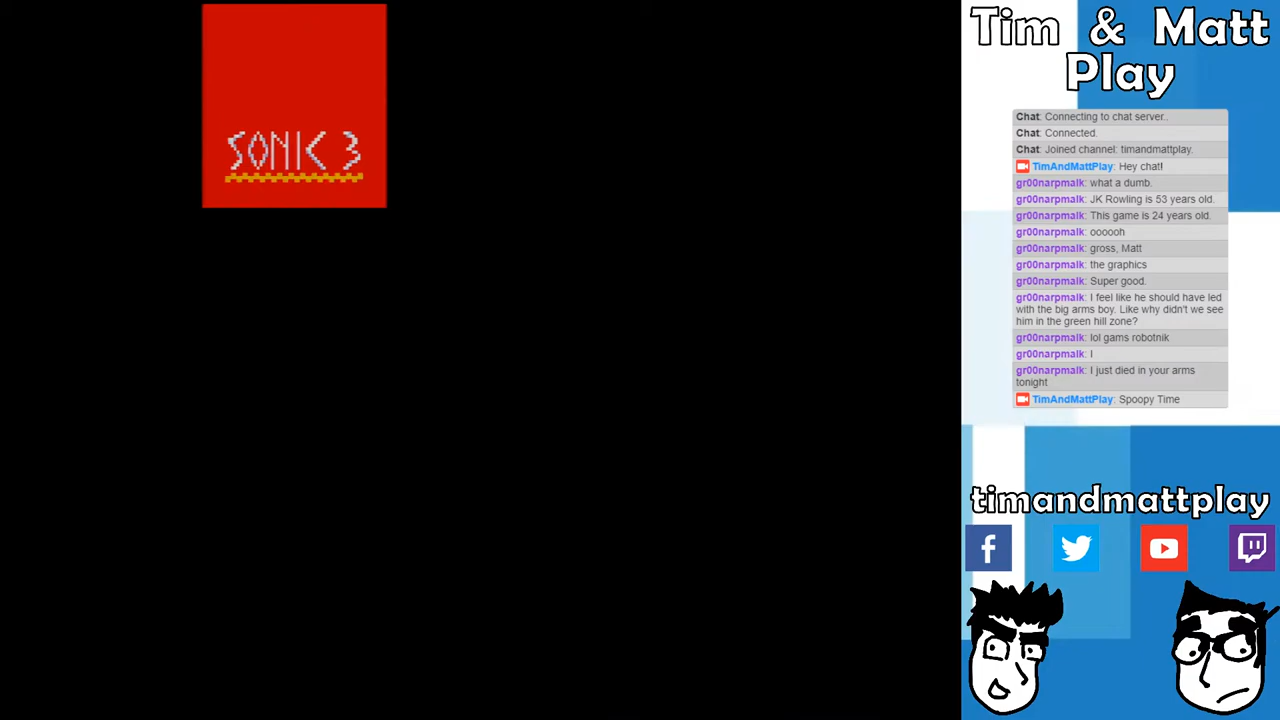 SONIC 3
Tim & Matt
Play
Chat: Connecting to chat server..
Chat: Connected.
Chat: Joined channel: timandmattplay.
TimAndMattPlay: Hey chat!
gr00narpmalk: what a dumb.
gr00narpmalk: JK Rowling is 53 years old.
gr00narpmalk: This game is 24 years old.
gr00narpmalk: oooooh
gr00narpmalk: gross, Matt
gr00narpmalk: the graphics
gr00narpmalk: Super good.
gr00narpmalk: I feel like he should have led
with the big arms boy. Like why didn't we see
him in the green hill zone?
gr00narpmalk: lol gams robotnik
gr00narpmalk: I
gr00narpmalk: I just died in your arms
tonight
TimAndMattPlay: Spoopy Time
timandmattplay